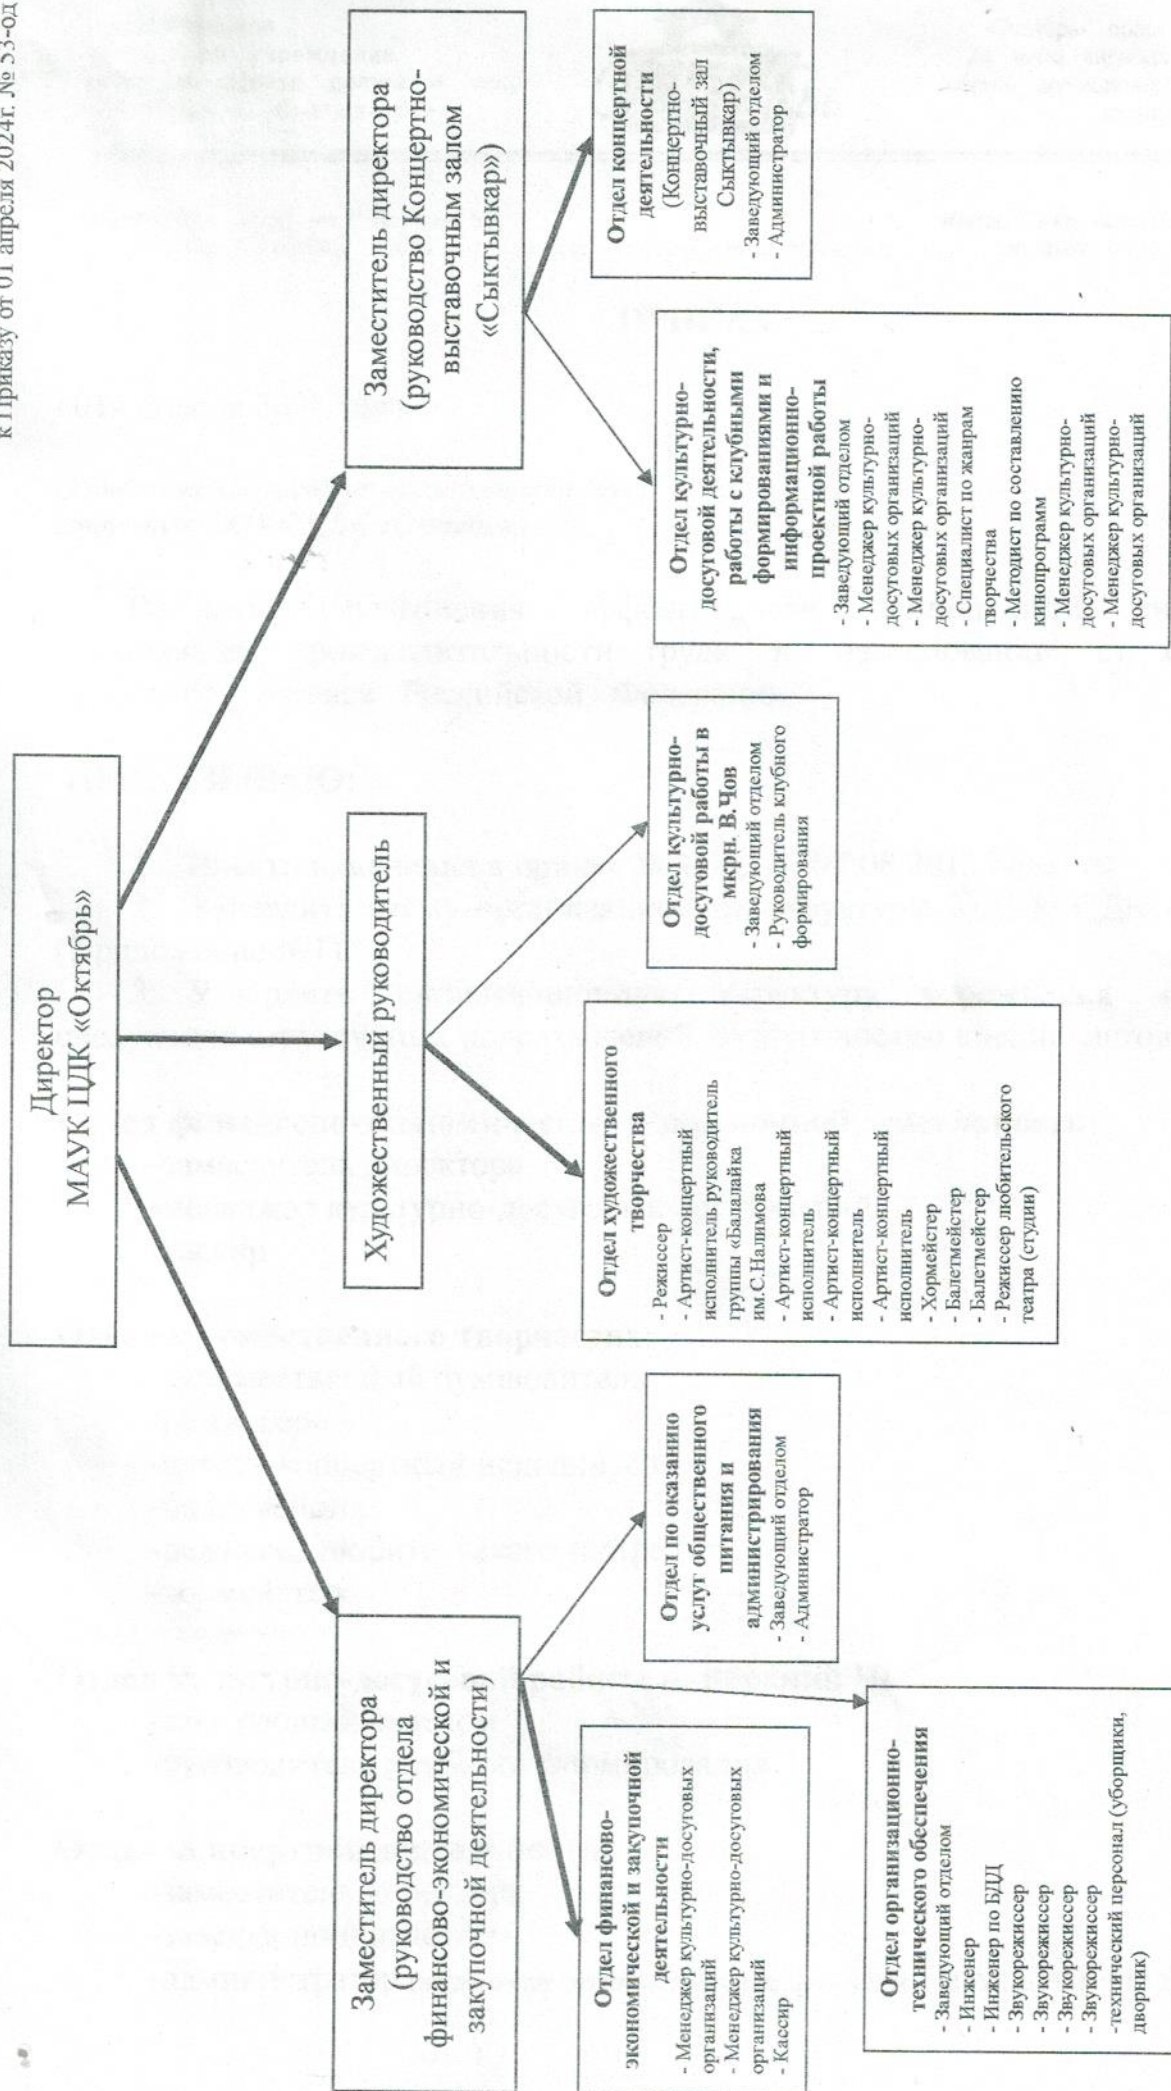 к Приказу от 01 апреля 2024г. № 53-од
Директор
МАУК ЦДК «Октябрь»
Заместитель директора
(руководство отдела
финансово-экономической и
закупочной деятельности)
Художественный руководитель
Заместитель директора
(руководство Концертно-
выставочным залом
«Сыктывкар»)
Отдел финансово-
экономической и закупочной
деятельности
- Менеджер культурно-досуговых
организаций
- Менеджер культурно-досуговых
организаций
- Кассир
Отдел по оказанию
услуг общественного
питания и
администрирования
- Заведующий отделом
- Администратор
Отдел организационно-
технического обеспечения
- Заведующий отделом
- Инженер
- Инженер по БДД
- Звукорежиссер
- Звукорежиссер
- Звукорежиссер
- Звукорежиссер
-технический персонал (уборщики,
дворник)
Отдел художественного
творчества
- Режиссер
- Артист-концертный
исполнитель руководитель
группы «Балалайка
им.С.Налимова
- Артист-концертный
исполнитель
- Артист-концертный
исполнитель
- Артист-концертный
исполнитель
- Хормейстер
- Балетмейстер
- Балетмейстер
- Режиссер любительского
театра (студии)
Отдел культурно-
досуговой работы в
мкрн. В.Чов
- Заведующий отделом
- Руководитель клубного
формирования
Отдел культурно-
досуговой деятельности,
работы с клубными
формированиями и
информационно-
проектной работы
- Заведующий отделом
- Менеджер культурно-
досуговых организаций
- Менеджер культурно-
досуговых организаций
- Специалист по жанрам
творчества
- Методист по составлению
кинопрограмм
- Менеджер культурно-
досуговых организаций
- Менеджер культурно-
досуговых организаций
Отдел концертной
деятельности
(Концертно-
выставочный зал
Сыктывкар)
- Заведующий отделом
- Администратор